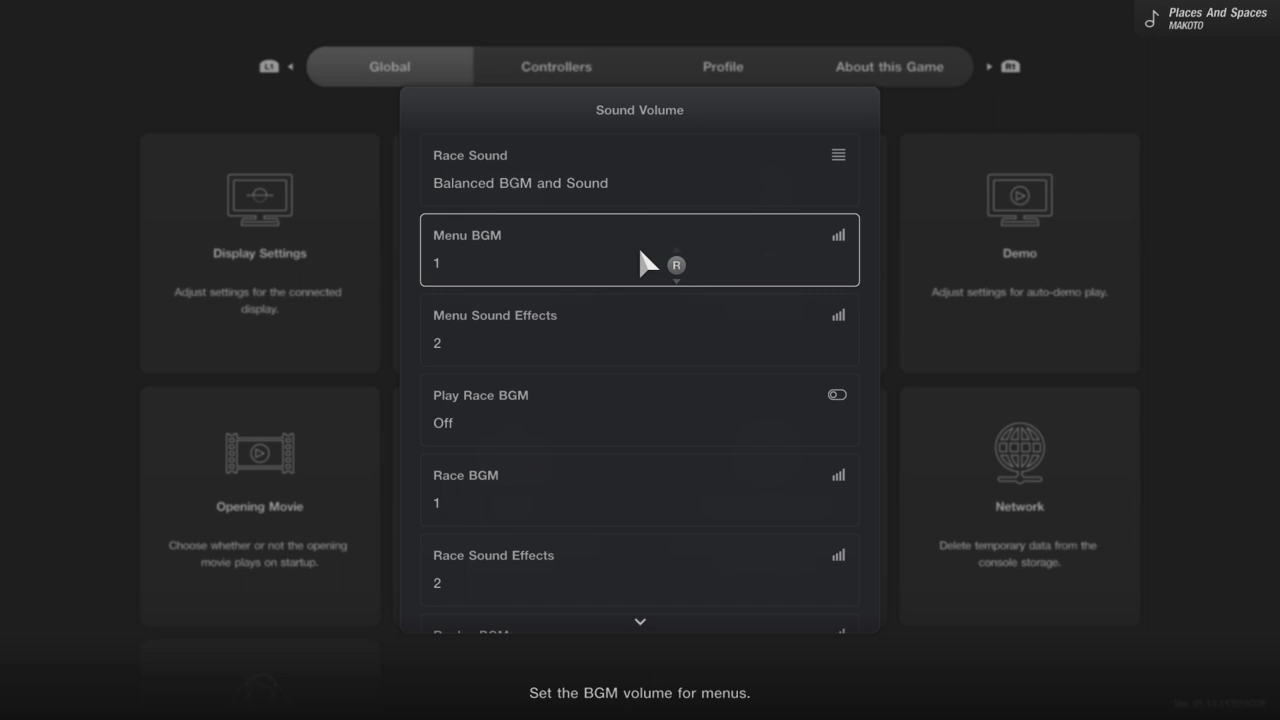 Places And Spaces
MAKOTO
L1
Global
Controllers
Profile
About this Game
R1
Sound Volume
Race Sound
Balanced BGM and Sound
Menu BGM
1
R
Menu Sound Effects
2
Play Race BGM
Off
Race BGM
1
Race Sound Effects
2
Display Settings
Adjust settings for the connected
display.
Demo
Adjust settings for auto-demo play.
Opening Movie
Choose whether or not the opening
movie plays on startup.
Network
Delete temporary data from the
console storage.
Set the BGM volume for menus.